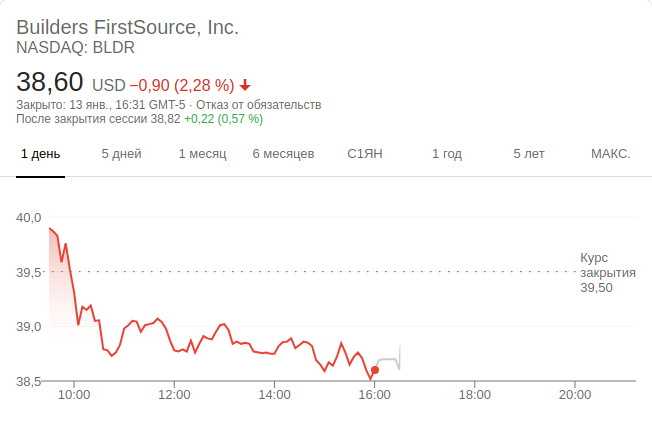 Builders FirstSource, Inc.
NASDAQ: BLDR
38,60 USD −0,90 (2,28 %)
Закрыто: 13 янв., 16:31 GMT-5 · Отказ от обязательств
После закрытия сессии 38,82 +0,22 (0,57 %)
1 день 5 дней 1 месяц 6 месяцев С1ЯН 1 год 5 лет МАКС.
40,0
Курс
39,5 закрытия
39,50
39,0
38,5
10:00 12:00 14:00 16:00 18:00 20:00